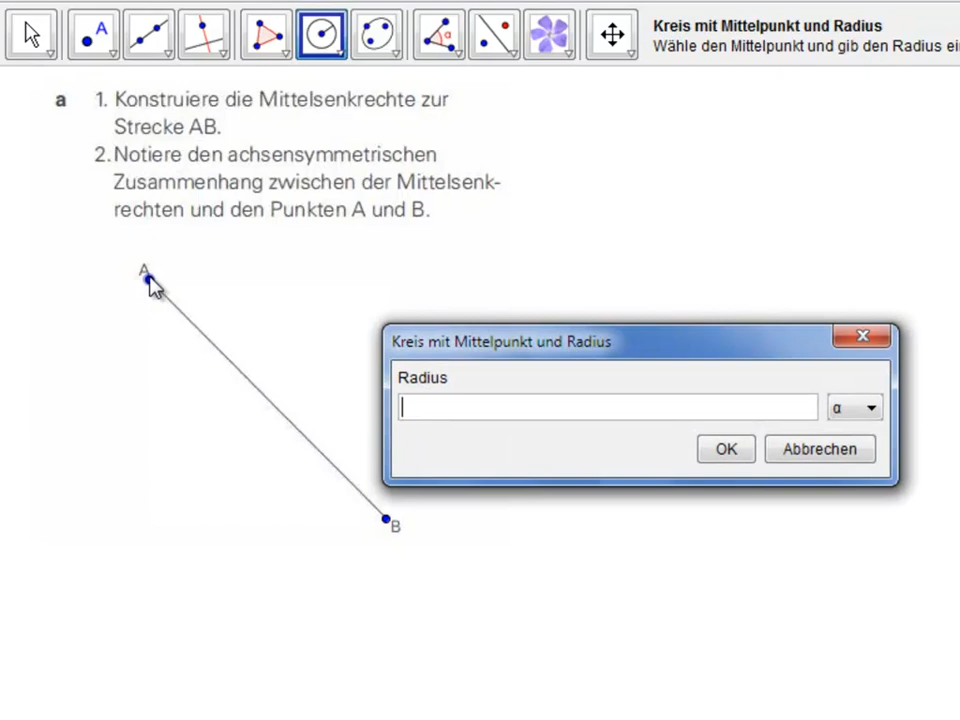 A
α
Kreis mit Mittelpunkt und Radius
Wähle den Mittelpunkt und gib den Radius ei
a 1. Konstruiere die Mittelsenkrechte zur
Strecke AB.
2. Notiere den achsensymmetrischen
Zusammenhang zwischen der Mittelsenk-
rechten und den Punkten A und B.
A
Kreis mit Mittelpunkt und Radius
Radius
α
OK Abbrechen
B